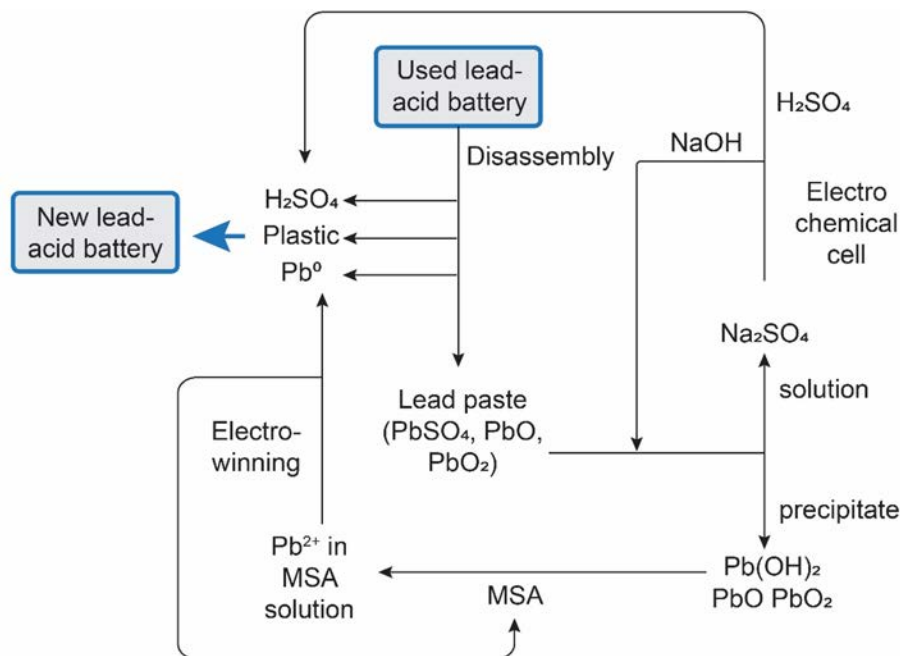 Used lead-
acid battery
H₂SO₄
NaOH
Disassembly
Electro
chemical
cell
H₂SO₄
Plastic
Pb⁰
New lead-
acid battery
Na₂SO₄
solution
Lead paste
(PbSO₄, PbO,
PbO₂)
Electro-
winning
precipitate
Pb²⁺ in
MSA
solution
MSA
Pb(OH)₂
PbO PbO₂